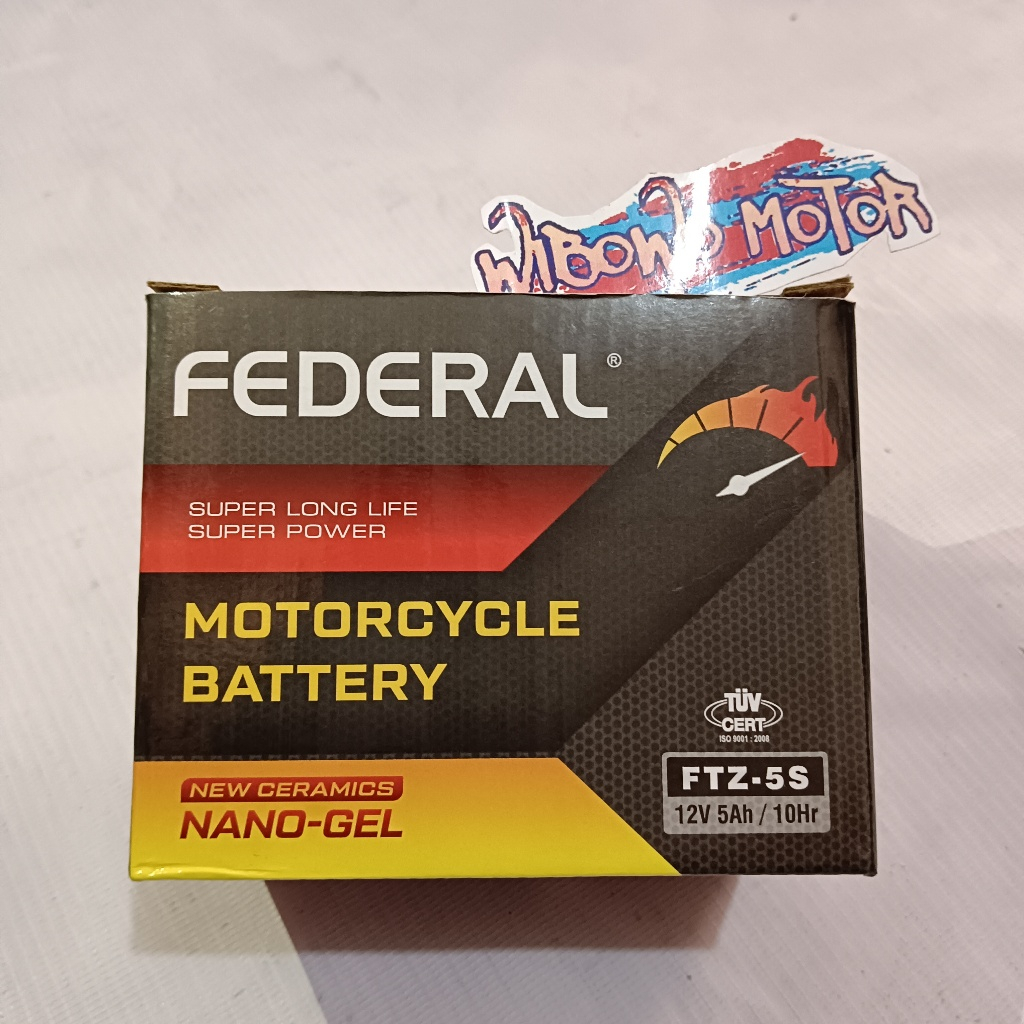 WIBOWO MOTOR
FEDERAL®
SUPER LONG LIFE
SUPER POWER
MOTORCYCLE
BATTERY
NEW CERAMICS
NANO-GEL
TÜV
CERT
ISO 9001 : 2008
FTZ-5S
12V 5Ah / 10Hr